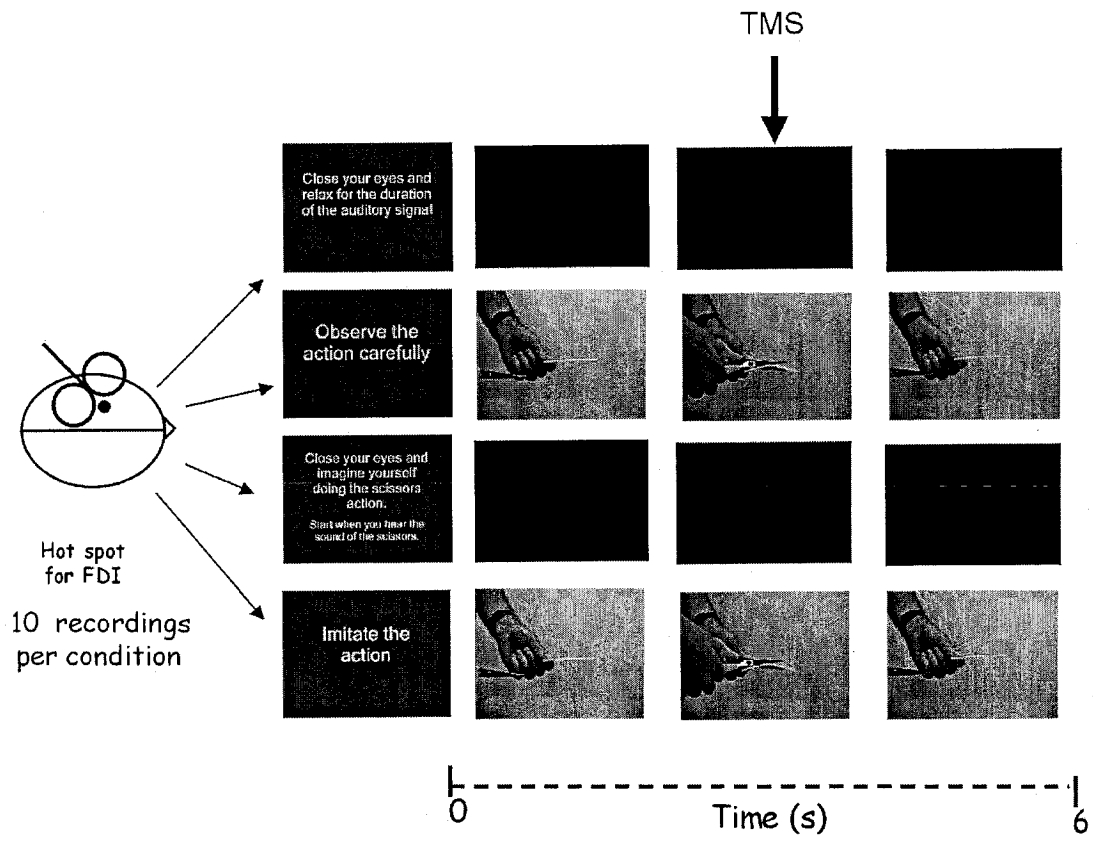 TMS
Close your eyes and
relax for the duration
of the auditory signal
Observe the
action carefully
Close your eyes and
imagine yourself
doing the scissors
action.
Start when you hear the
sound of the scissors.
Imitate the
action
Hot spot
for FDI
10 recordings
per condition
0
Time (s)
6